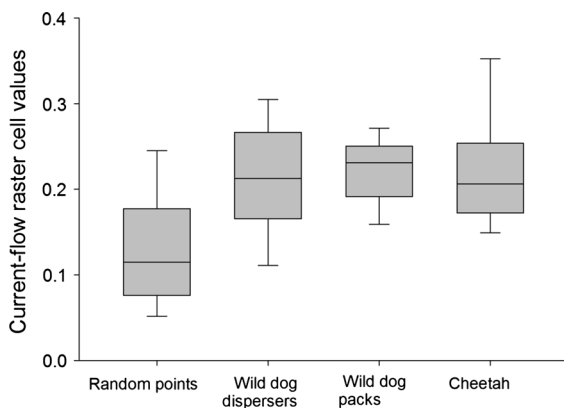 Current-flow raster cell values
0.4
0.3
0.2
0.1
0.0
Random points
Wild dog
dispersers
Wild dog
packs
Cheetah